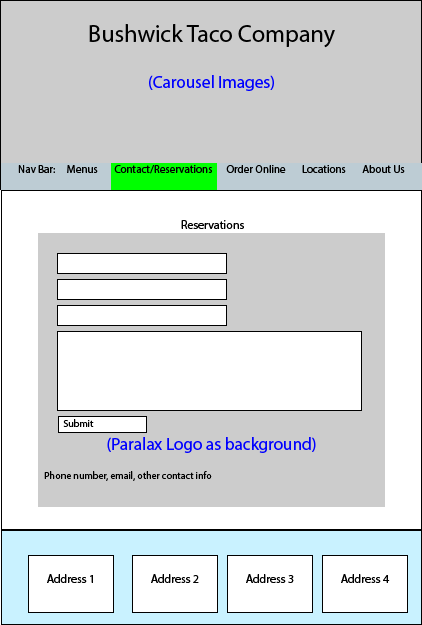 Bushwick Taco Company
(Carousel Images)
Nav Bar: Menus Contact/Reservations Order Online Locations About Us
Reservations
Submit
(Paralax Logo as background)
Phone number, email, other contact info
Address 1 Address 2 Address 3 Address 4